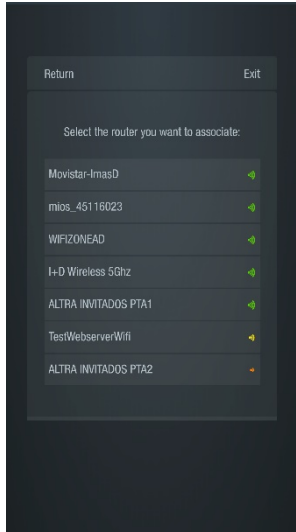 Return Exit
Select the router you want to associate:
Movistar-ImasD
mios_45116023
WIFIZONEAD
I+D Wireless 5Ghz
ALTRA INVITADOS PTA1
TestWebserverWifi
ALTRA INVITADOS PTA2